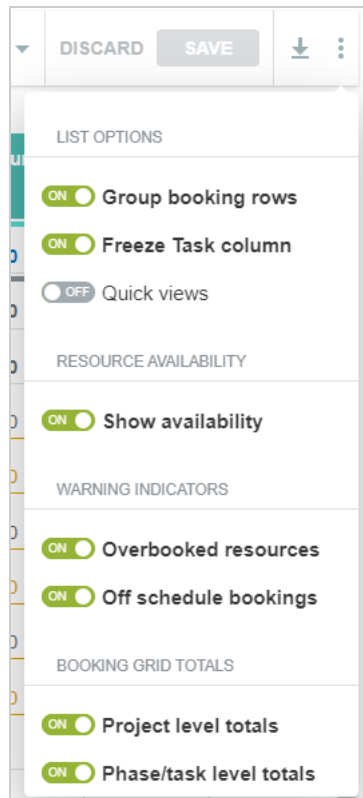 DISCARD SAVE
LIST OPTIONS
ON Group booking rows
ON Freeze Task column
OFF Quick views
RESOURCE AVAILABILITY
ON Show availability
WARNING INDICATORS
ON Overbooked resources
ON Off schedule bookings
BOOKING GRID TOTALS
ON Project level totals
ON Phase/task level totals